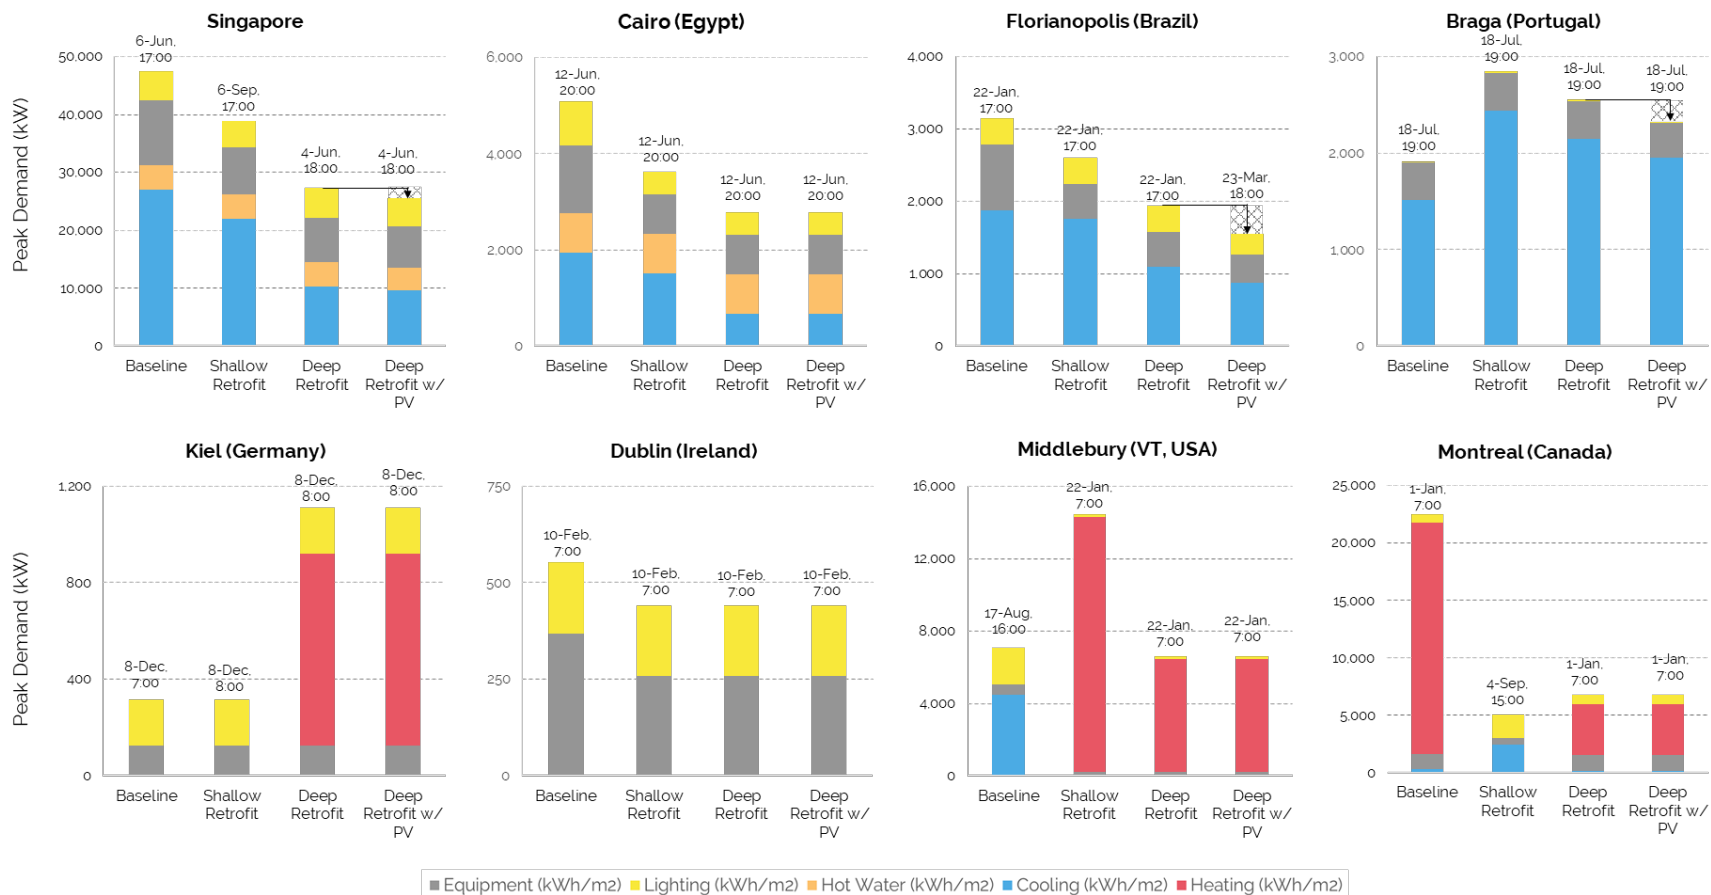 Singapore
Cairo (Egypt)
Florianopolis (Brazil)
Braga (Portugal)
Peak Demand (kW)
50.000
40.000
30.000
20.000
10.000
0
6-Jun,
17:00
6-Sep,
17:00
4-Jun,
18:00
4-Jun,
18:00
Baseline
Shallow
Retrofit
Deep
Retrofit
Deep
Retrofit w/
PV
6.000
4.000
2.000
0
12-Jun,
20:00
12-Jun,
20:00
12-Jun,
20:00
12-Jun,
20:00
Baseline
Shallow
Retrofit
Deep
Retrofit
Deep
Retrofit w/
PV
4.000
3.000
2.000
1.000
0
22-Jan,
17:00
22-Jan,
17:00
22-Jan,
17:00
23-Mar,
18:00
Baseline
Shallow
Retrofit
Deep
Retrofit
Deep
Retrofit w/
PV
3.000
2.000
1.000
0
18-Jul,
19:00
18-Jul,
19:00
18-Jul,
19:00
18-Jul,
19:00
Baseline
Shallow
Retrofit
Deep
Retrofit
Deep
Retrofit w/
PV
Kiel (Germany)
Dublin (Ireland)
Middlebury (VT, USA)
Montreal (Canada)
Peak Demand (kW)
1.200
800
400
0
8-Dec,
7:00
8-Dec,
8:00
8-Dec,
8:00
8-Dec,
8:00
Baseline
Shallow
Retrofit
Deep
Retrofit
Deep
Retrofit w/
PV
750
500
250
0
10-Feb,
7:00
10-Feb,
7:00
10-Feb,
7:00
10-Feb,
7:00
Baseline
Shallow
Retrofit
Deep
Retrofit
Deep
Retrofit w/
PV
16.000
12.000
8.000
4.000
0
17-Aug,
16:00
22-Jan,
7:00
22-Jan,
7:00
22-Jan,
7:00
Baseline
Shallow
Retrofit
Deep
Retrofit
Deep
Retrofit w/
PV
25.000
20.000
15.000
10.000
5.000
0
1-Jan,
7:00
4-Sep,
15:00
1-Jan,
7:00
1-Jan,
7:00
Baseline
Shallow
Retrofit
Deep
Retrofit
Deep
Retrofit w/
PV
Equipment (kWh/m2) Lighting (kWh/m2) Hot Water (kWh/m2) Cooling (kWh/m2) Heating (kWh/m2)